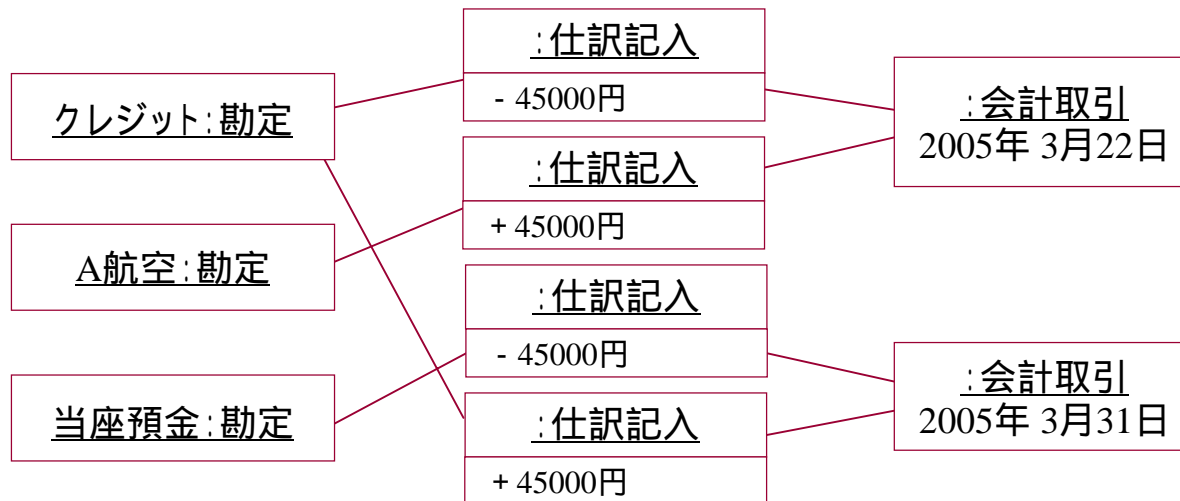 クレジット:勘定
A航空:勘定
当座預金:勘定
:仕訳記入
- 45000円
:仕訳記入
+ 45000円
:仕訳記入
- 45000円
:仕訳記入
+ 45000円
:会計取引
2005年 3月22日
:会計取引
2005年 3月31日